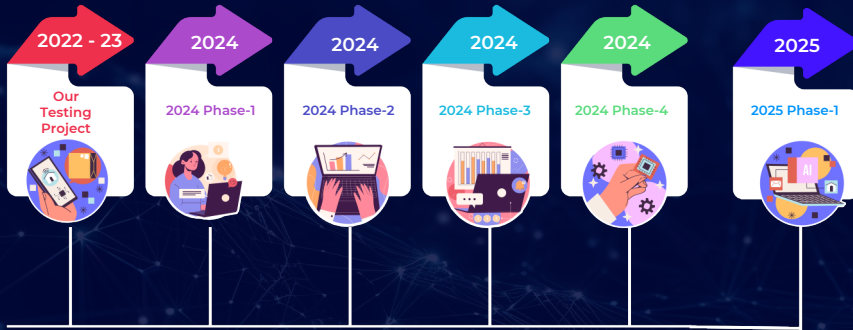 2022 - 23
2024
2024
2024
2024
2025
Our
Testing
Project
2024 Phase-1
2024 Phase-2
2024 Phase-3
2024 Phase-4
2025 Phase-1
AI